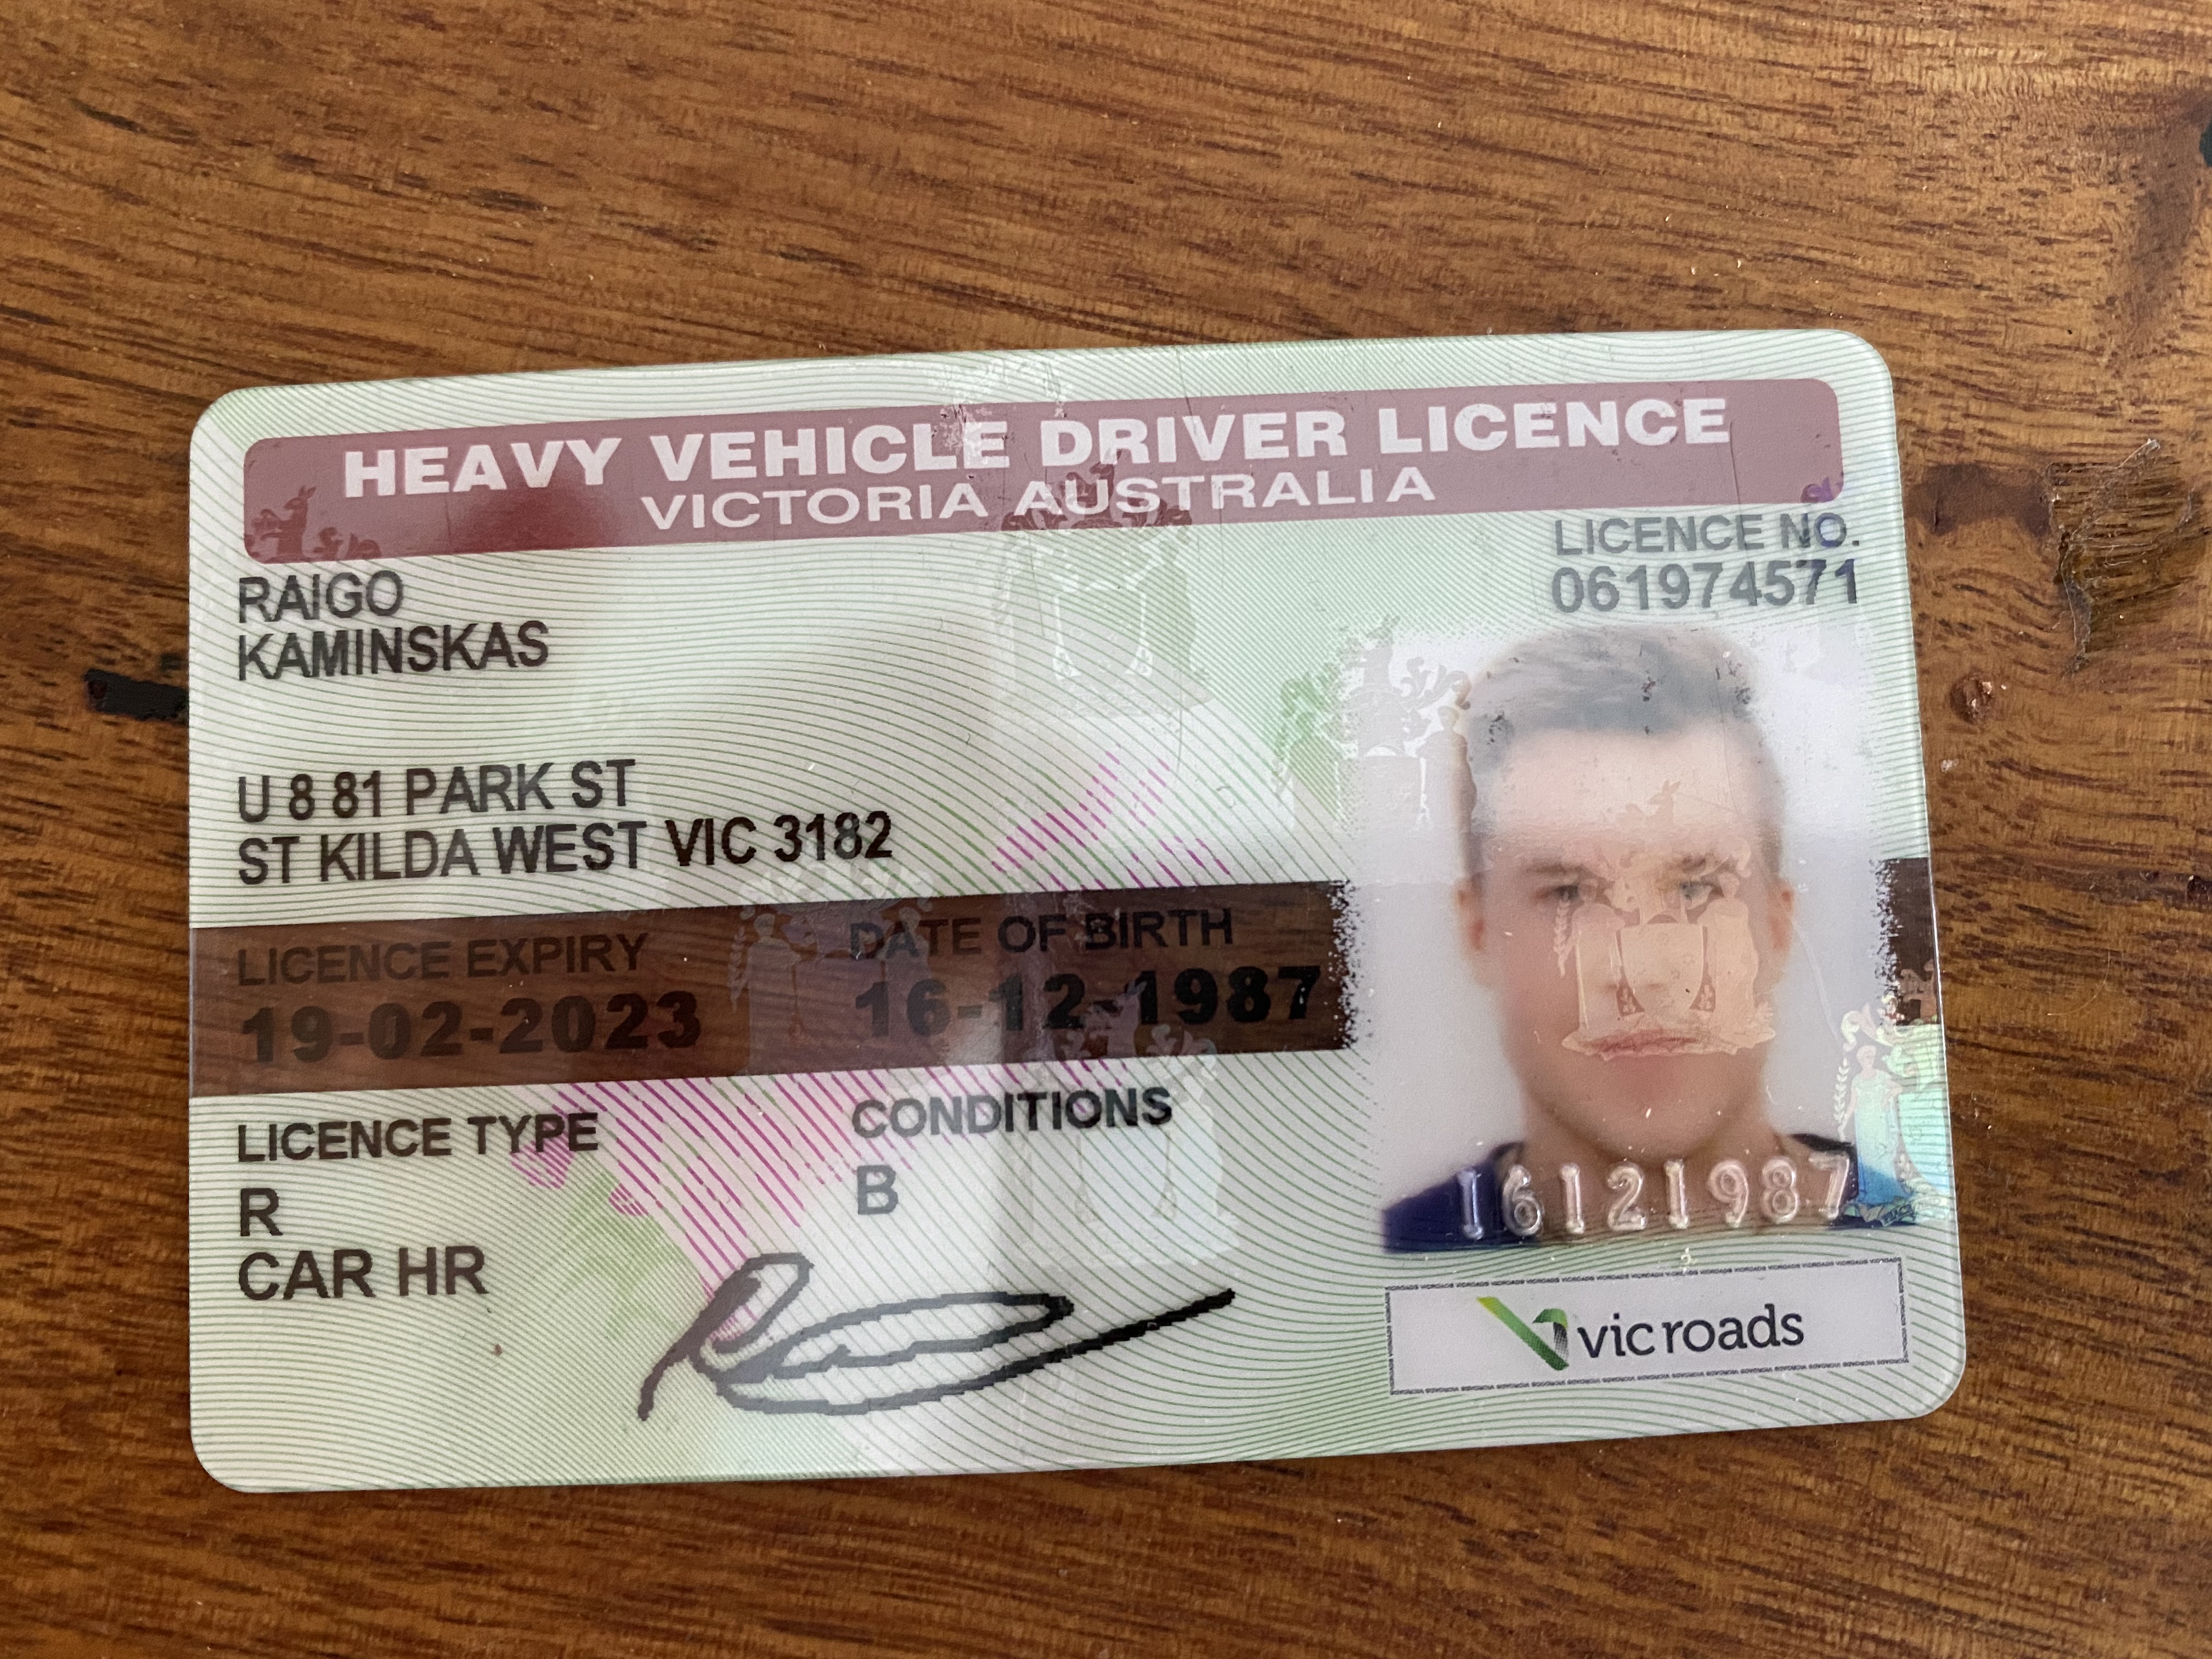 HEAVY VEHICLE DRIVER LICENCE
VICTORIA AUSTRALIA
RAIGO
KAMINSKAS
LICENCE NO.
061974571
U 8 81 PARK ST
ST KILDA WEST VIC 3182
LICENCE EXPIRY
19-02-2023
DATE OF BIRTH
16-12-1987
LICENCE TYPE
R
CAR HR
CONDITIONS
B
16121987
vicroads